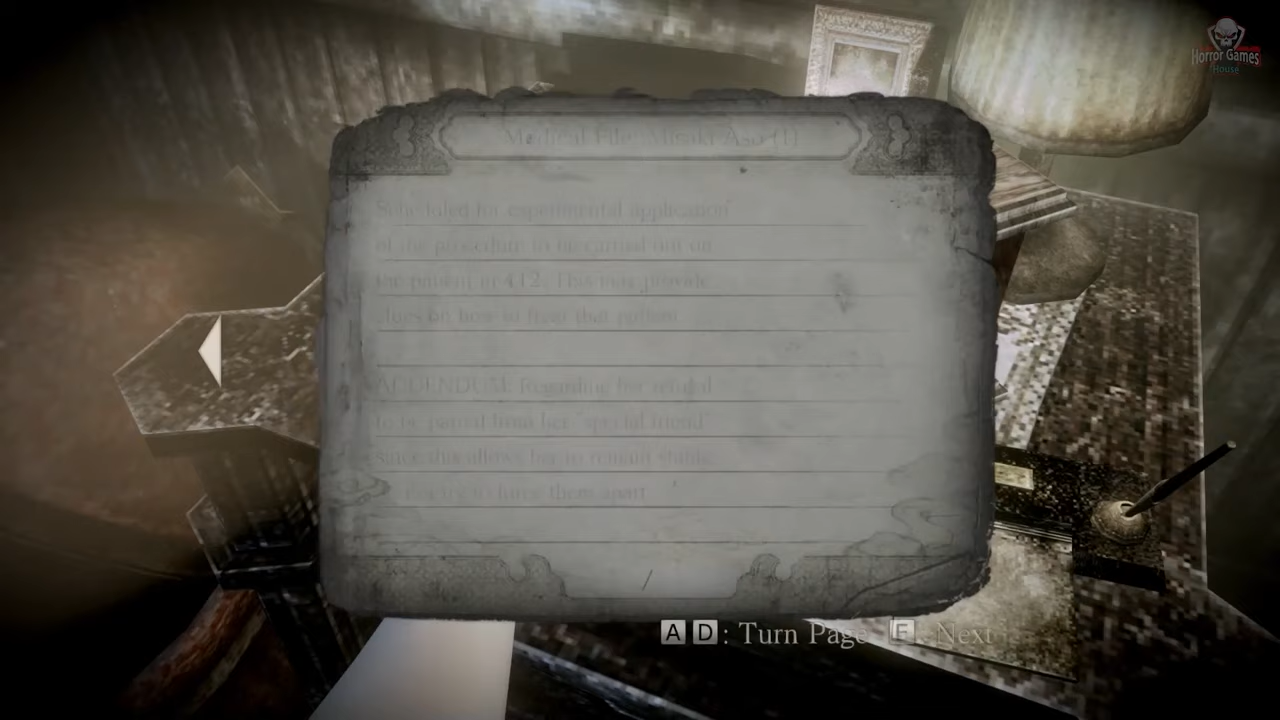 Horror Games
House
Medical File: Misaki Aso (1)
Scheduled for experimental application
of the procedure to be carried out on
the patient in 412. This may provide
clues on how to treat that patient.
ADDENDUM: Regarding her refusal
to be parted from her "special friend"
since this allows her to remain stable,
to force them apart.
/
A D : Turn Page F : Next